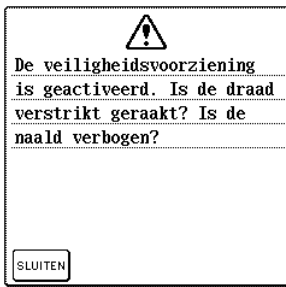 De veiligheidsvoorziening
is geactiveerd. Is de draad
verstrikt geraakt? Is de
naald verbogen?
SLUITEN